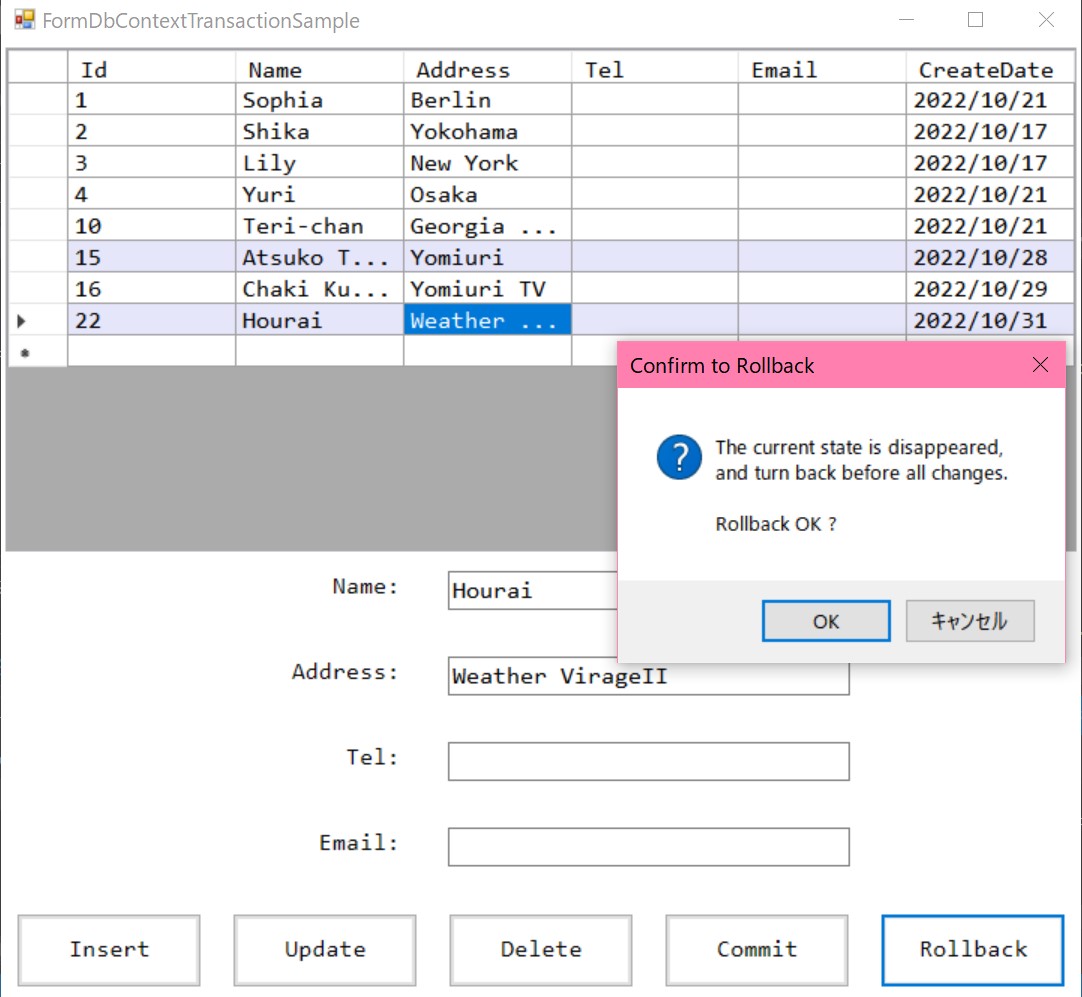 FormDbContextTransactionSample
Id Name Address Tel Email CreateDate
1 Sophia Berlin 2022/10/21
2 Shika Yokohama 2022/10/17
3 Lily New York 2022/10/17
4 Yuri Osaka 2022/10/21
10 Teri-chan Georgia ... 2022/10/21
15 Atsuko T... Yomiuri 2022/10/28
16 Chaki Ku... Yomiuri TV 2022/10/29
22 Hourai Weather ... 2022/10/31
Confirm to Rollback
The current state is disappeared,
and turn back before all changes.
Rollback OK ?
OK キャンセル
Name: Hourai
Address: Weather VirageII
Tel:
Email:
Insert Update Delete Commit Rollback